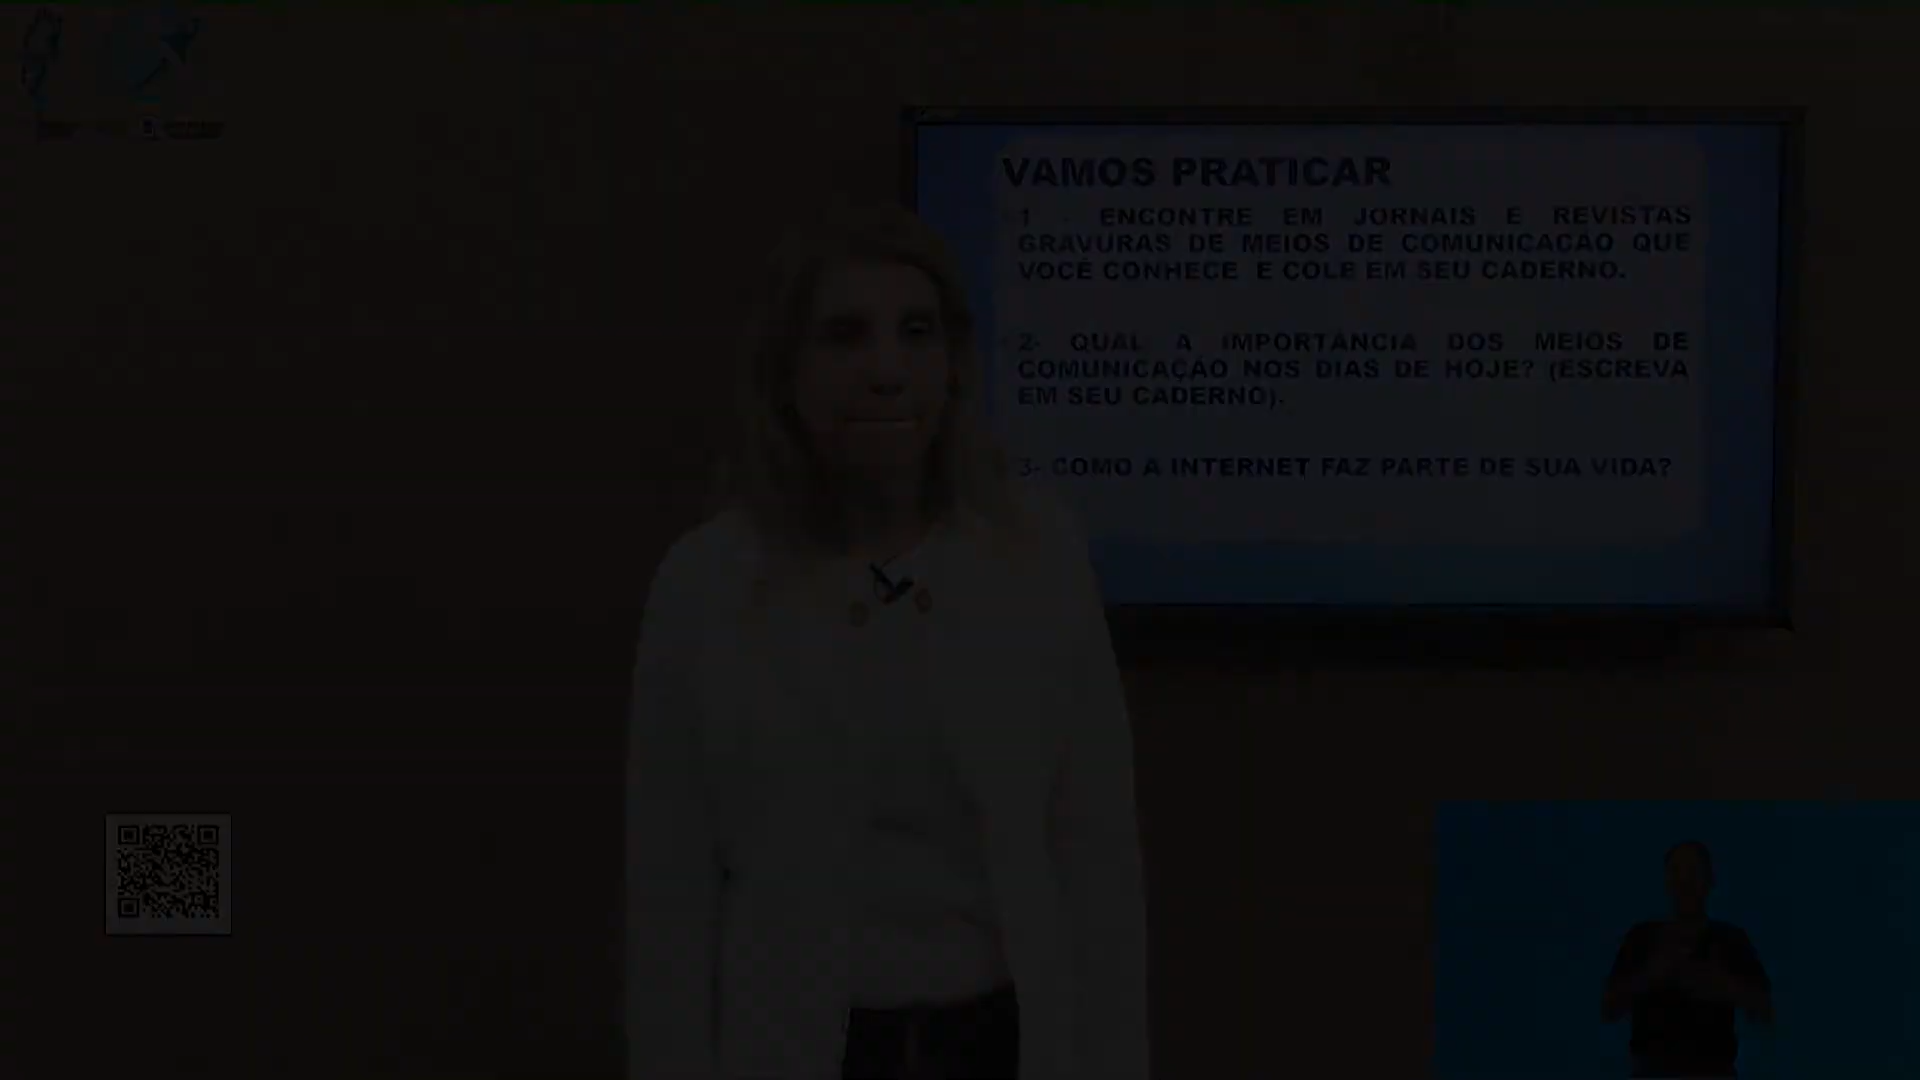 VAMOS PRATICAR
1 - ENCONTRE EM JORNAIS E REVISTAS
GRAVURAS DE MEIOS DE COMUNICAÇÃO QUE
VOCÊ CONHECE E COLE EM SEU CADERNO.
2- QUAL A IMPORTÂNCIA DOS MEIOS DE
COMUNICAÇÃO NOS DIAS DE HOJE? (ESCREVA
EM SEU CADERNO).
3- COMO A INTERNET FAZ PARTE DE SUA VIDA?